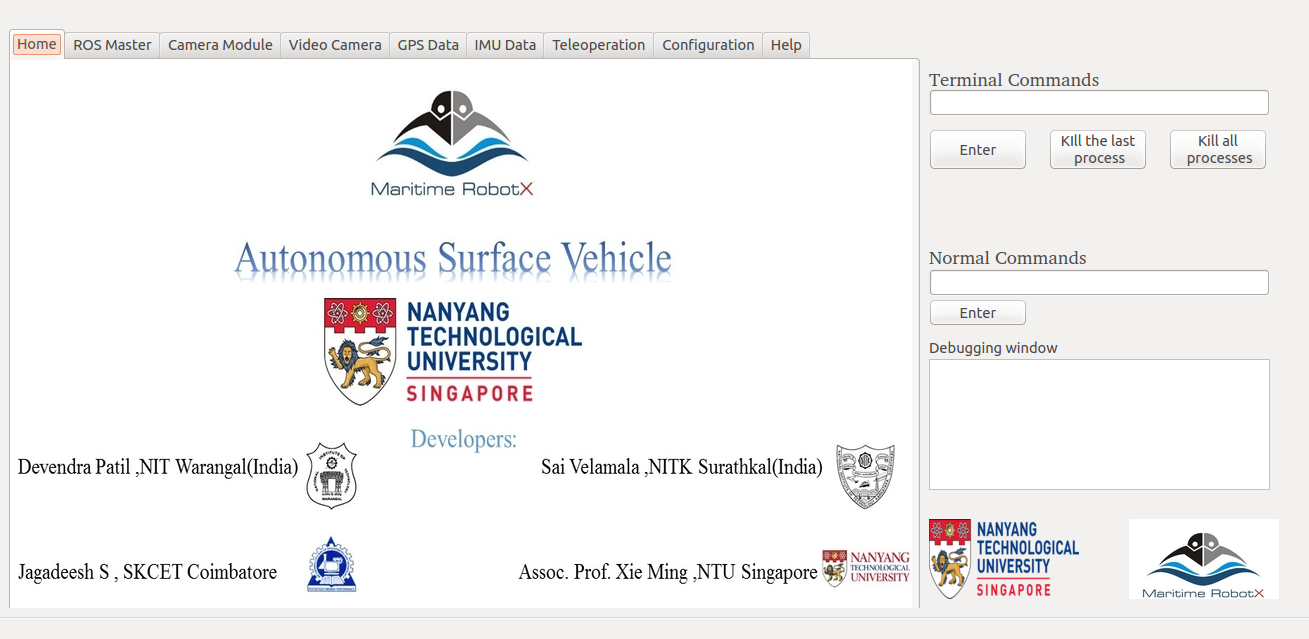 Home ROS Master Camera Module Video Camera GPS Data IMU Data Teleoperation Configuration Help
Maritime RobotX
Autonomous Surface Vehicle
NANYANG
TECHNOLOGICAL
UNIVERSITY
SINGAPORE
Developers:
Devendra Patil ,NIT Warangal(India)
WARANGAL
Sai Velamala ,NITK Surathkal(India)
Jagadeesh S , SKCET Coimbatore
Assoc. Prof. Xie Ming ,NTU Singapore
NANYANG
TECHNOLOGICAL
UNIVERSITY
Terminal Commands
Enter
KIll the last
process
Kill all
processes
Normal Commands
Enter
Debugging window
NANYANG
TECHNOLOGICAL
UNIVERSITY
SINGAPORE
Maritime RobotX